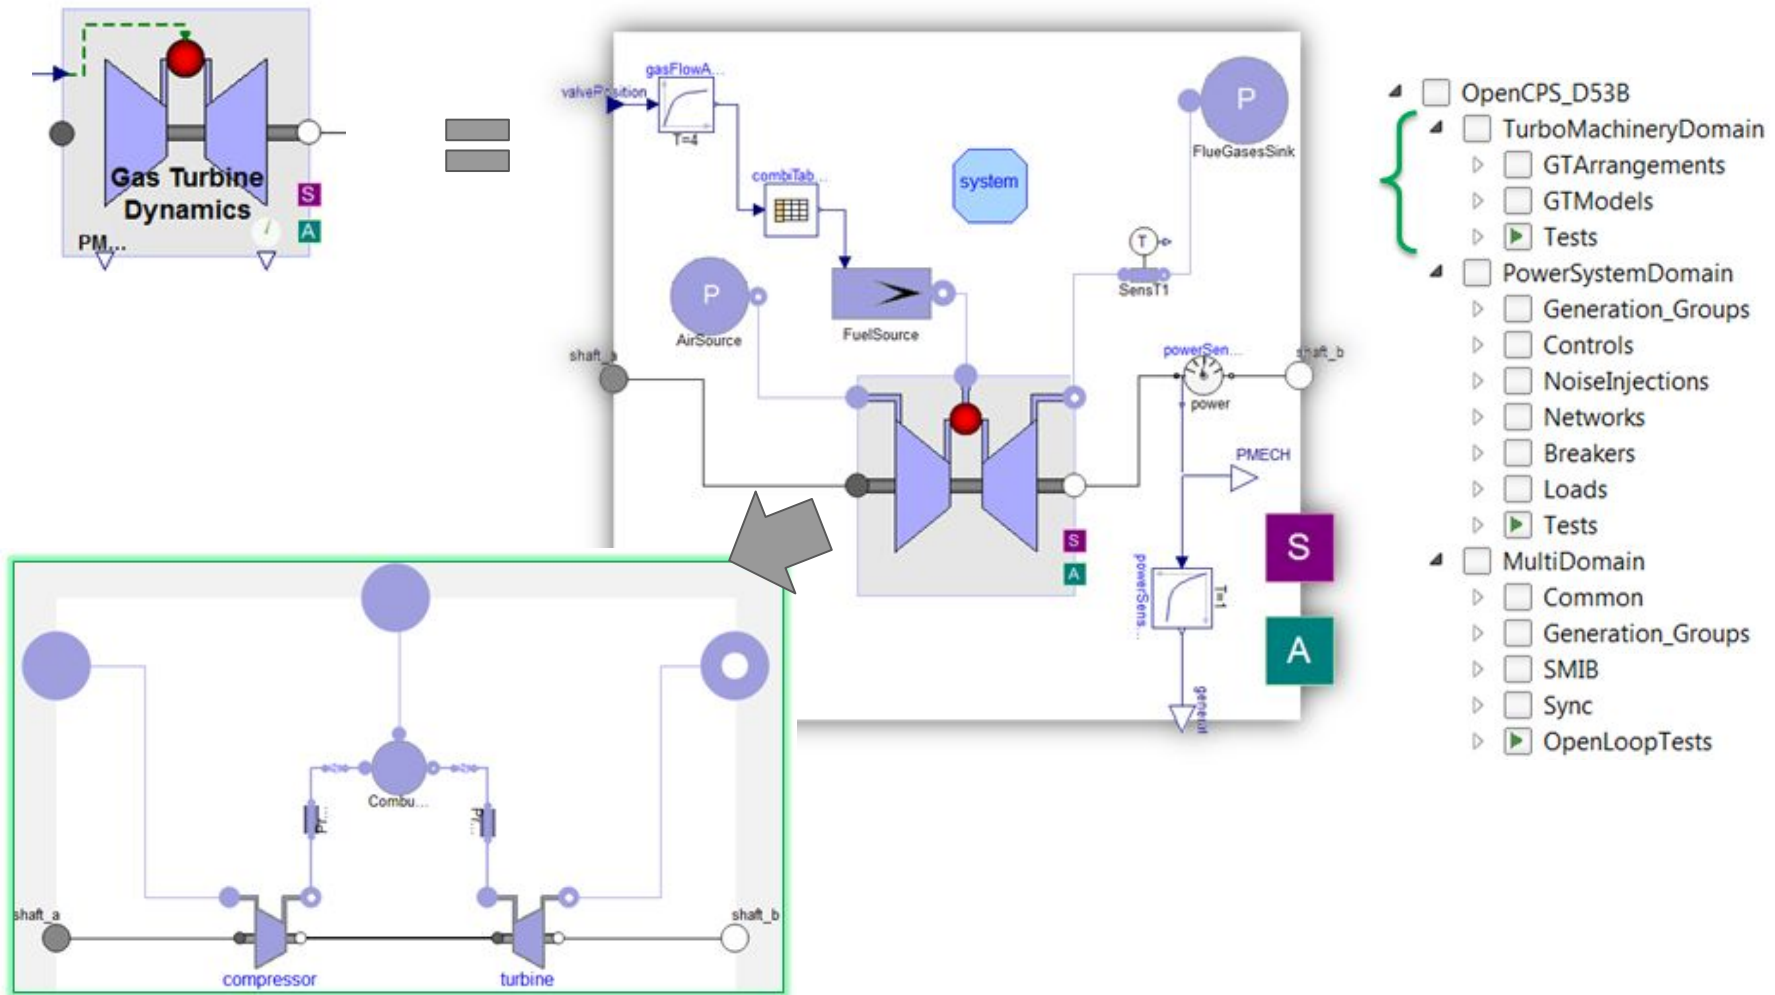 Gas Turbine
Dynamics
S
A
PM...
gasFlowA...
valvePosition
T=4
combiTab...
system
P
FlueGasesSink
T
SensT1
P
AirSource
FuelSource
shaft_a
powerSen...
shaft_b
power
PMECH
S
A
S
A
powerSens...
T=1
Combu...
Pr...
Pr...
shaft_a
shaft_b
compressor
turbine
OpenCPS_D53B
TurboMachineryDomain
GTArrangements
GTModels
Tests
PowerSystemDomain
Generation_Groups
Controls
NoiseInjections
Networks
Breakers
Loads
Tests
MultiDomain
Common
Generation_Groups
SMIB
Sync
OpenLoopTests